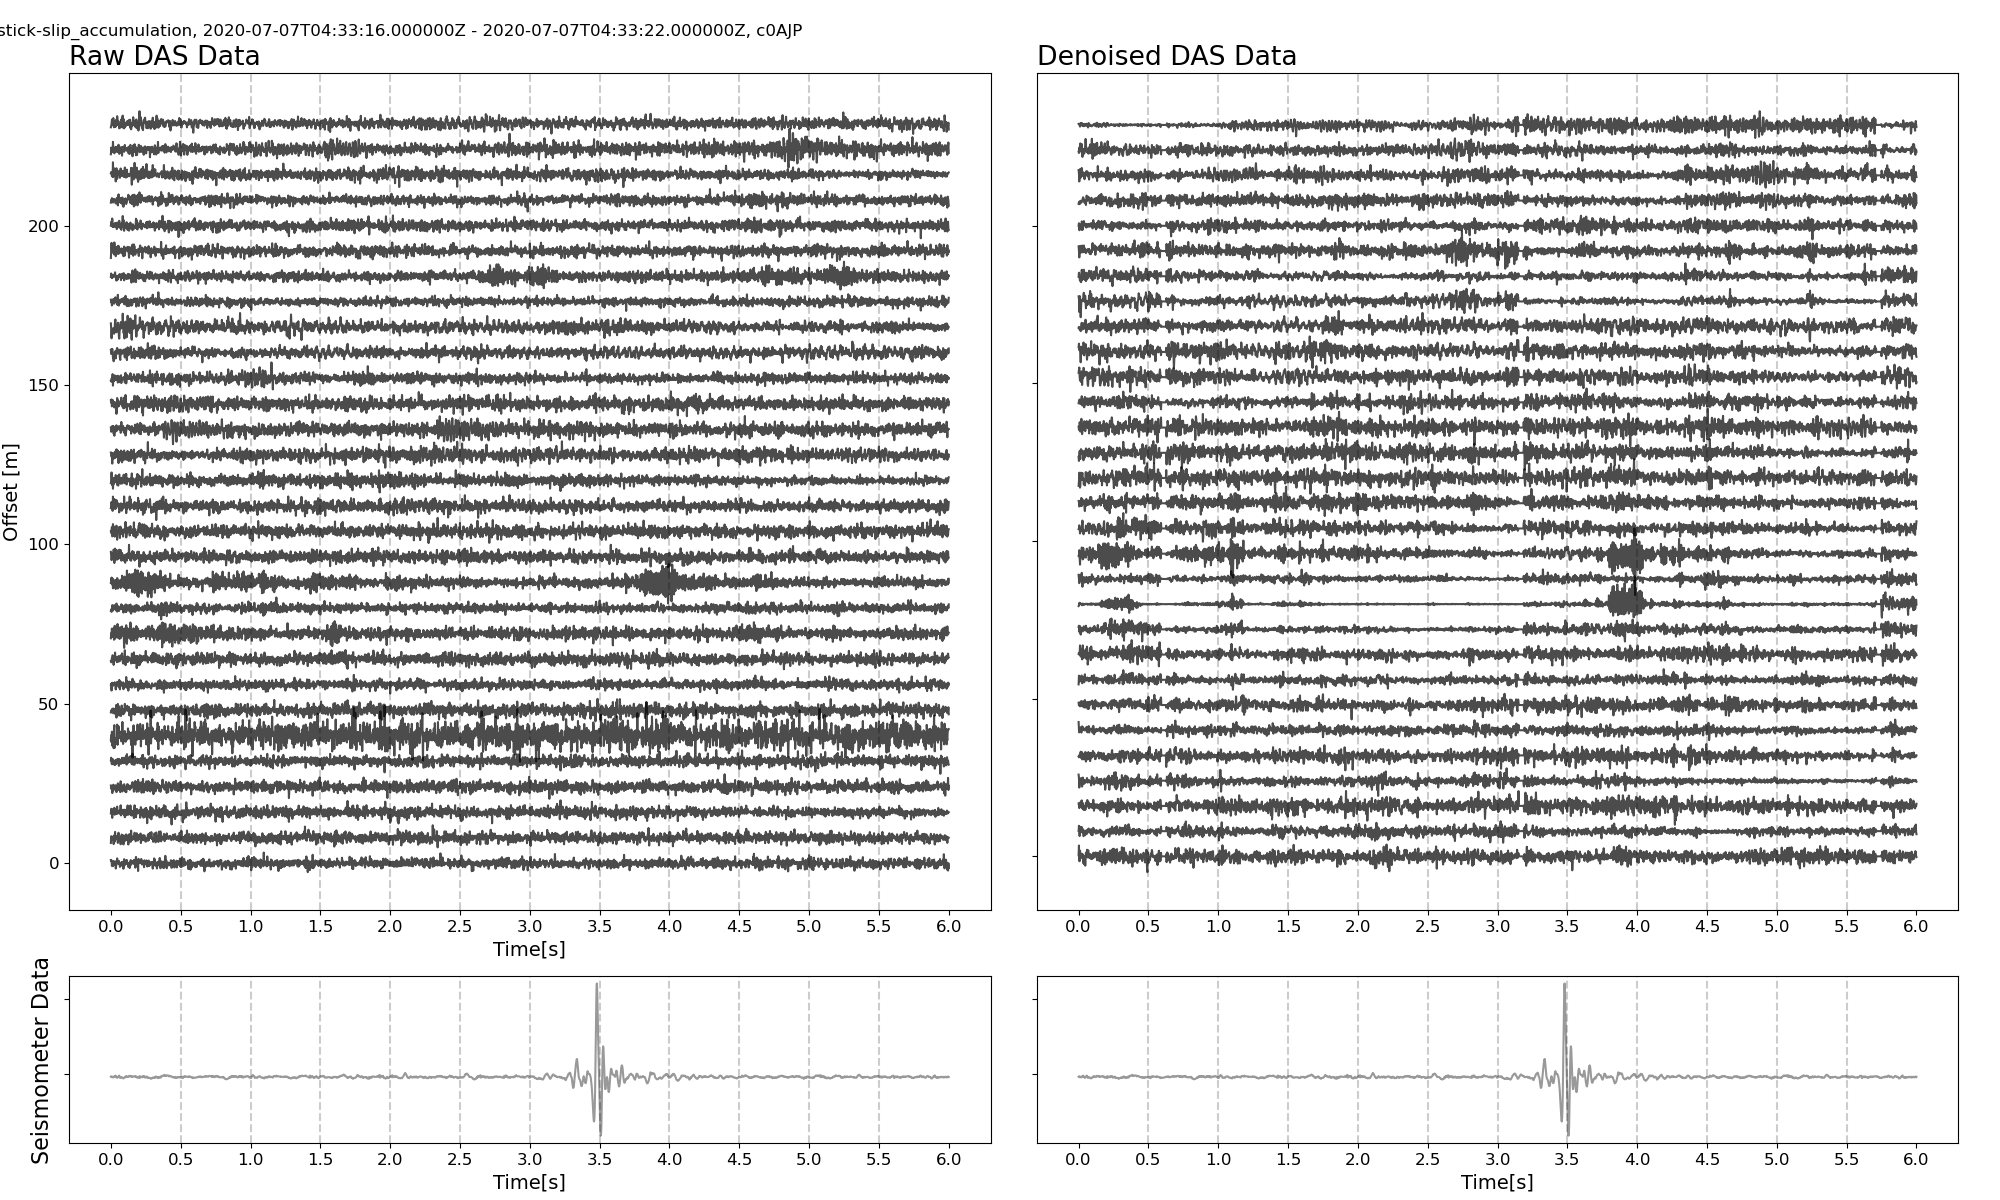 stick-slip_accumulation, 2020-07-07T04:33:16.000000Z - 2020-07-07T04:33:22.000000Z, c0AJP
Raw DAS Data
Denoised DAS Data
Offset [m]
200
150
100
50
0
0.0 0.5 1.0 1.5 2.0 2.5 3.0 3.5 4.0 4.5 5.0 5.5 6.0
Time[s]
0.0 0.5 1.0 1.5 2.0 2.5 3.0 3.5 4.0 4.5 5.0 5.5 6.0
Seismometer Data
0.0 0.5 1.0 1.5 2.0 2.5 3.0 3.5 4.0 4.5 5.0 5.5 6.0
Time[s]
0.0 0.5 1.0 1.5 2.0 2.5 3.0 3.5 4.0 4.5 5.0 5.5 6.0
Time[s]